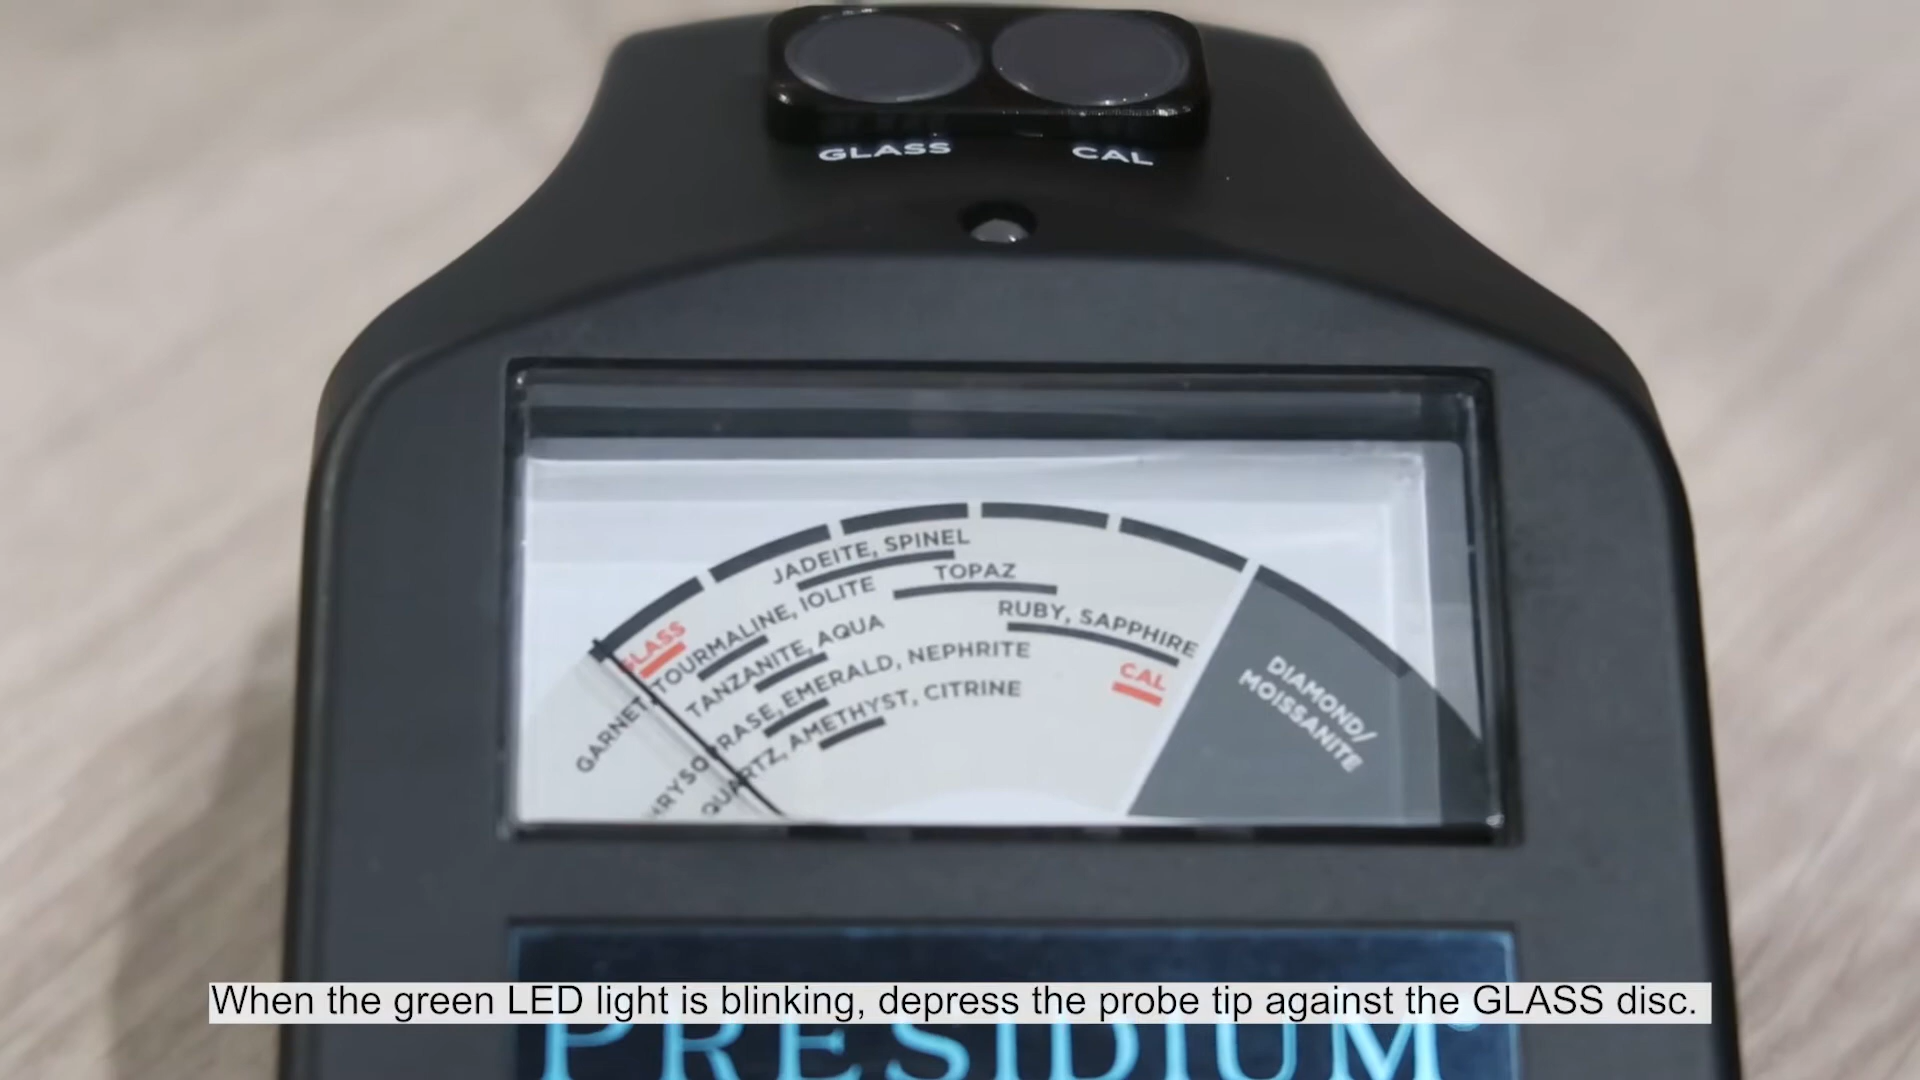 GLASS CAL
JADEITE, SPINEL
TOPAZ
GLASS
GARNET, TOURMALINE, IOLITE
RUBY, SAPPHIRE
TANZANITE, AQUA
CAL
EMERALD, NEPHRITE
QUARTZ, AMETHYST, CITRINE
DIAMOND/
MOISSANITE
When the green LED light is blinking, depress the probe tip against the GLASS disc.
PRESIDIUM